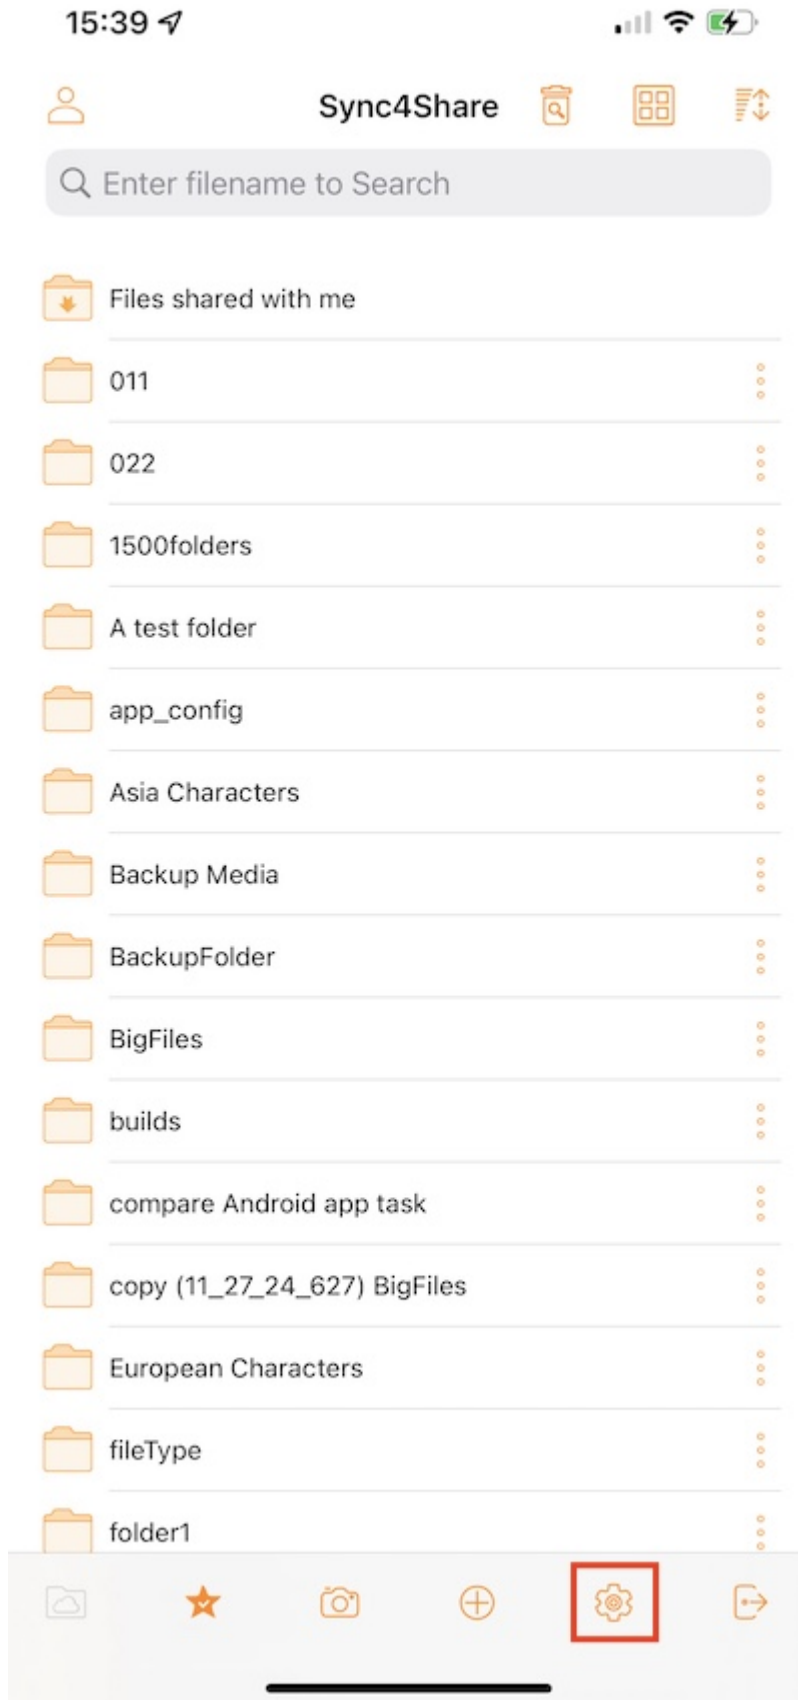 15:39
Sync4Share
Enter filename to Search
Files shared with me
011
022
1500folders
A test folder
app_config
Asia Characters
Backup Media
BackupFolder
BigFiles
builds
compare Android app task
copy (11_27_24_627) BigFiles
European Characters
fileType
folder1